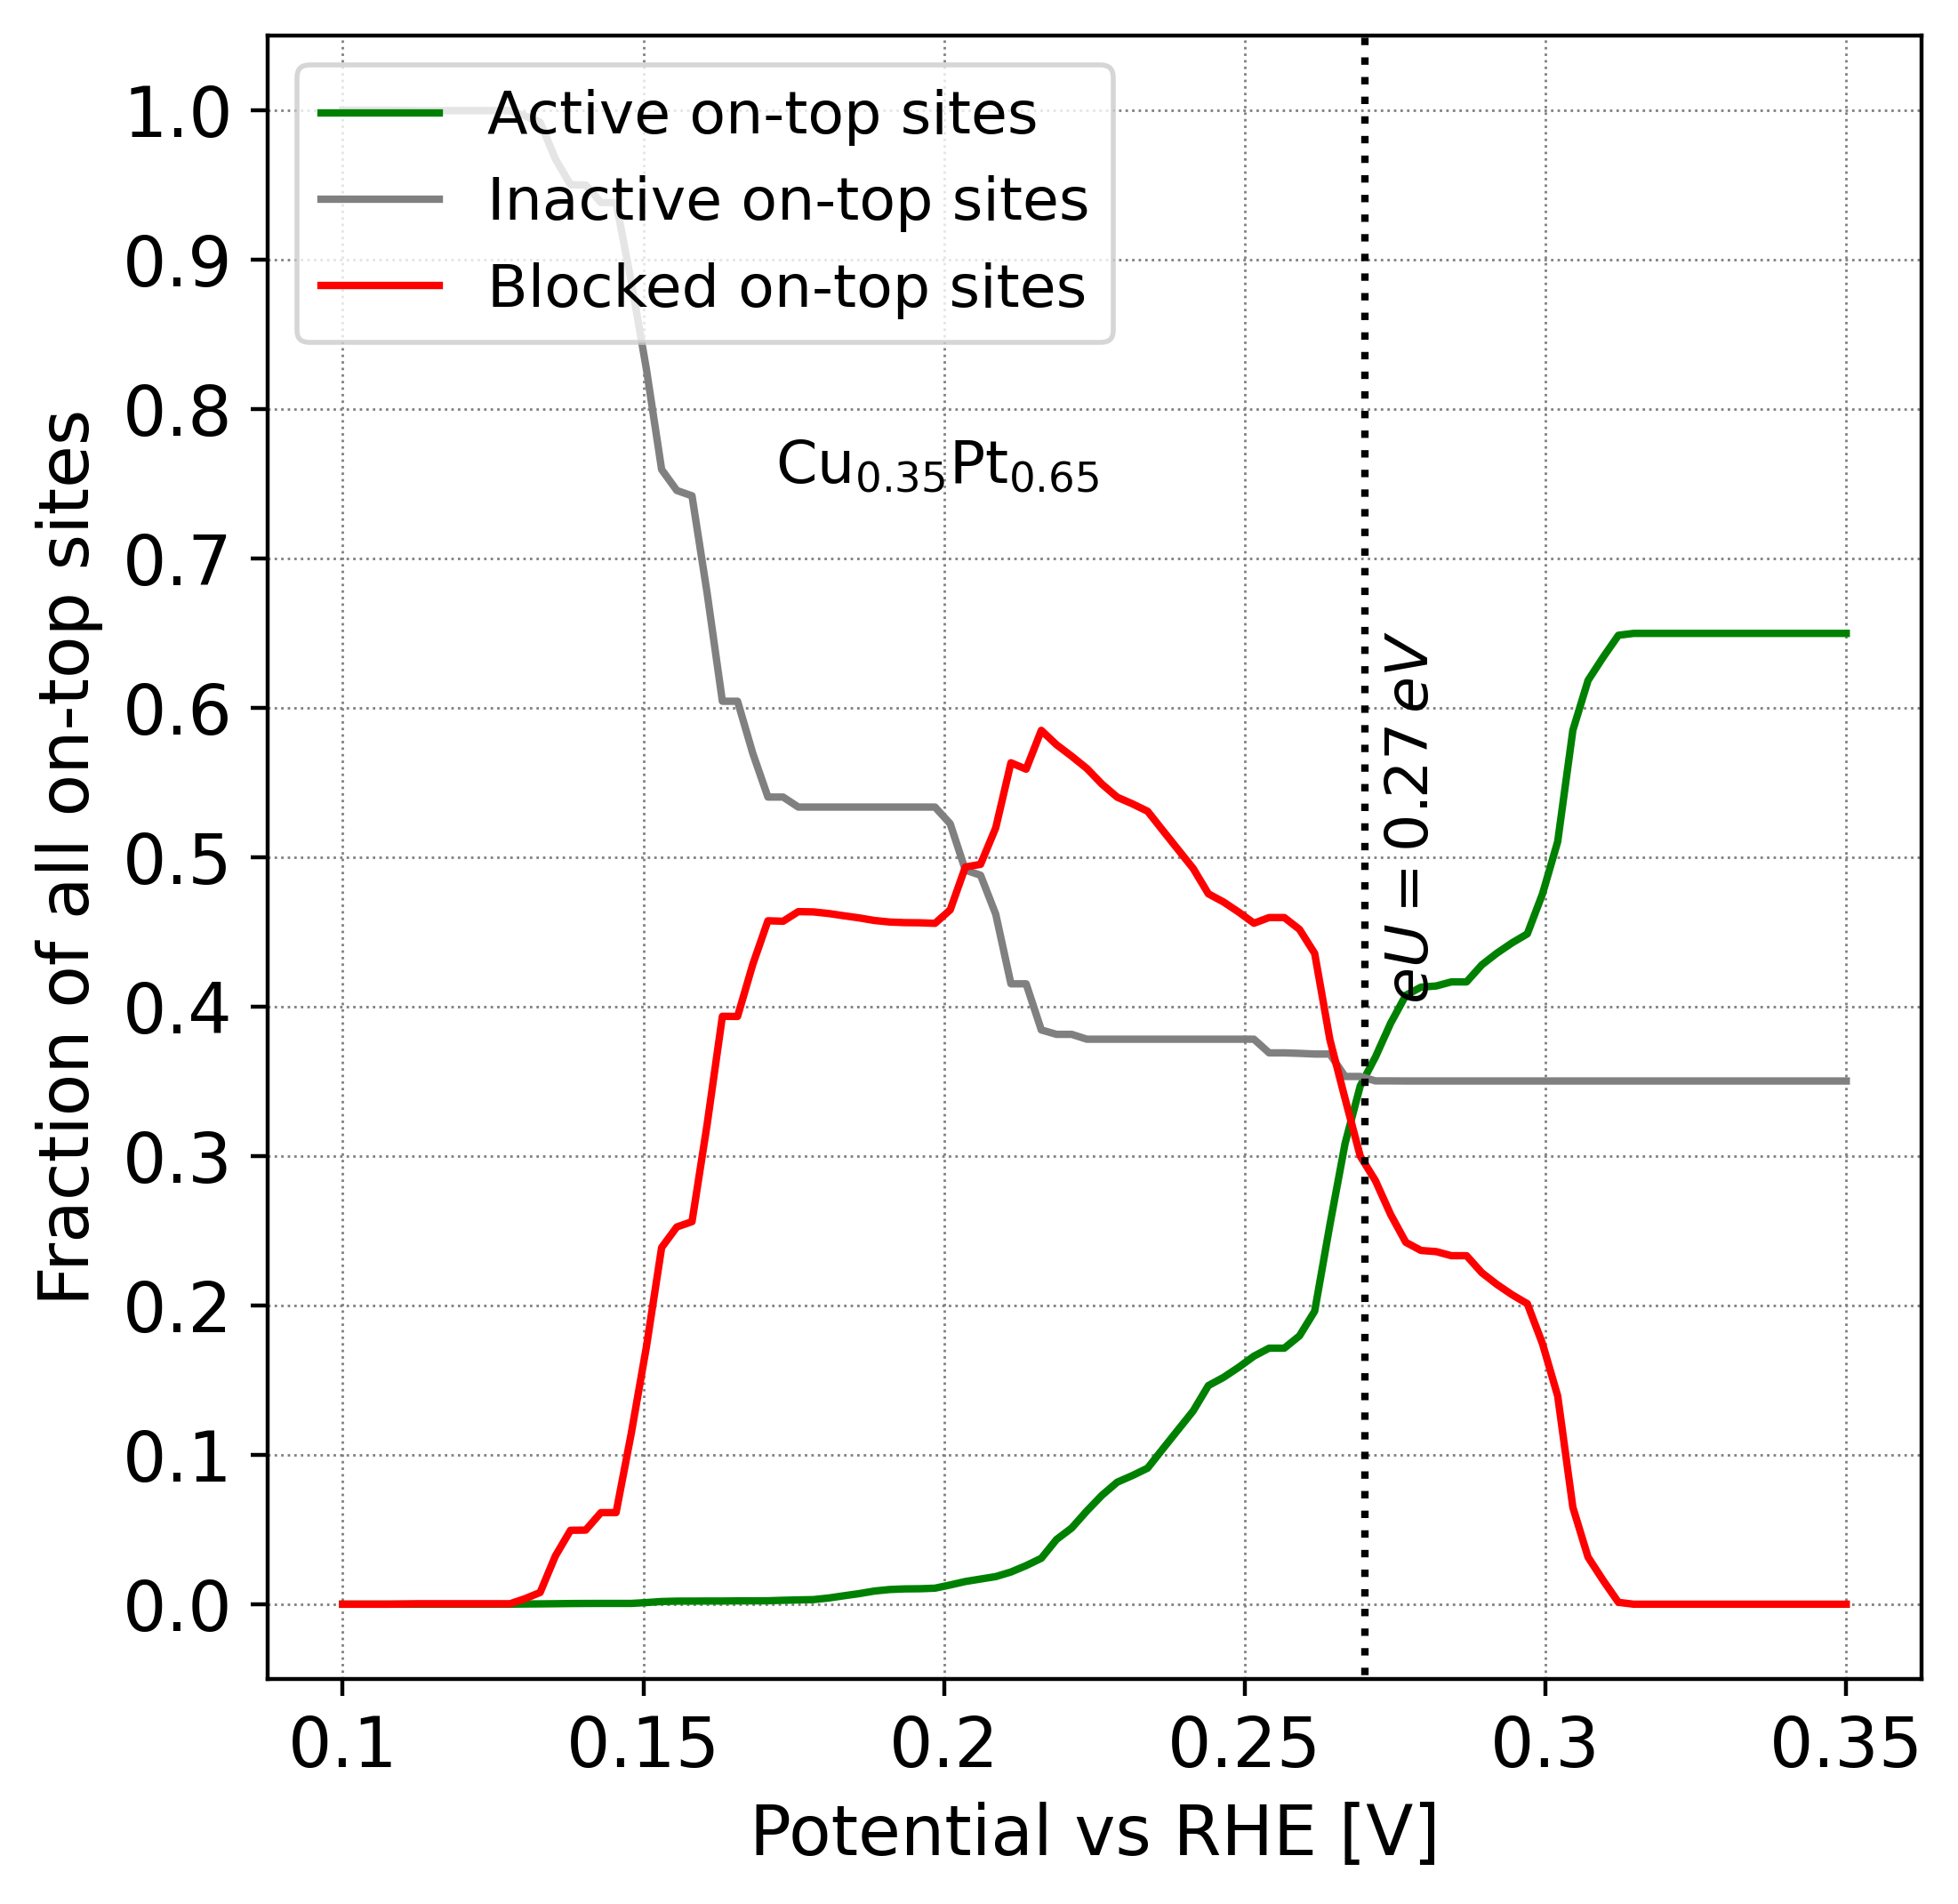 Active on-top sites
Inactive on-top sites
Blocked on-top sites
Cu0.35Pt0.65
eU = 0.27 eV
Fraction of all on-top sites
1.0
0.9
0.8
0.7
0.6
0.5
0.4
0.3
0.2
0.1
0.0
0.1 0.15 0.2 0.25 0.3 0.35
Potential vs RHE [V]